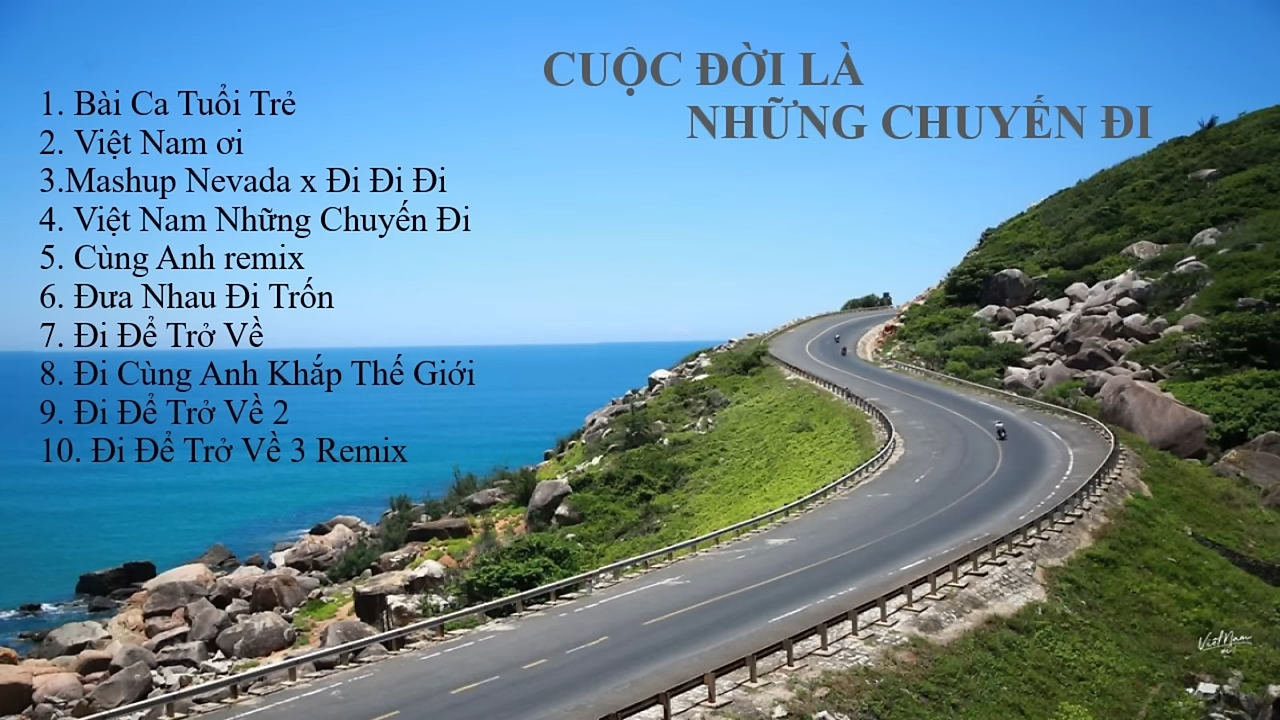 CUỘC ĐỜI LÀ
NHỮNG CHUYẾN ĐI
1. Bài Ca Tuổi Trẻ
2. Việt Nam ơi
3.Mashup Nevada x Đi Đi Đi
4. Việt Nam Những Chuyến Đi
5. Cùng Anh remix
6. Đưa Nhau Đi Trốn
7. Đi Để Trở Về
8. Đi Cùng Anh Khắp Thế Giới
9. Đi Để Trở Về 2
10. Đi Để Trở Về 3 Remix
Việt Nam